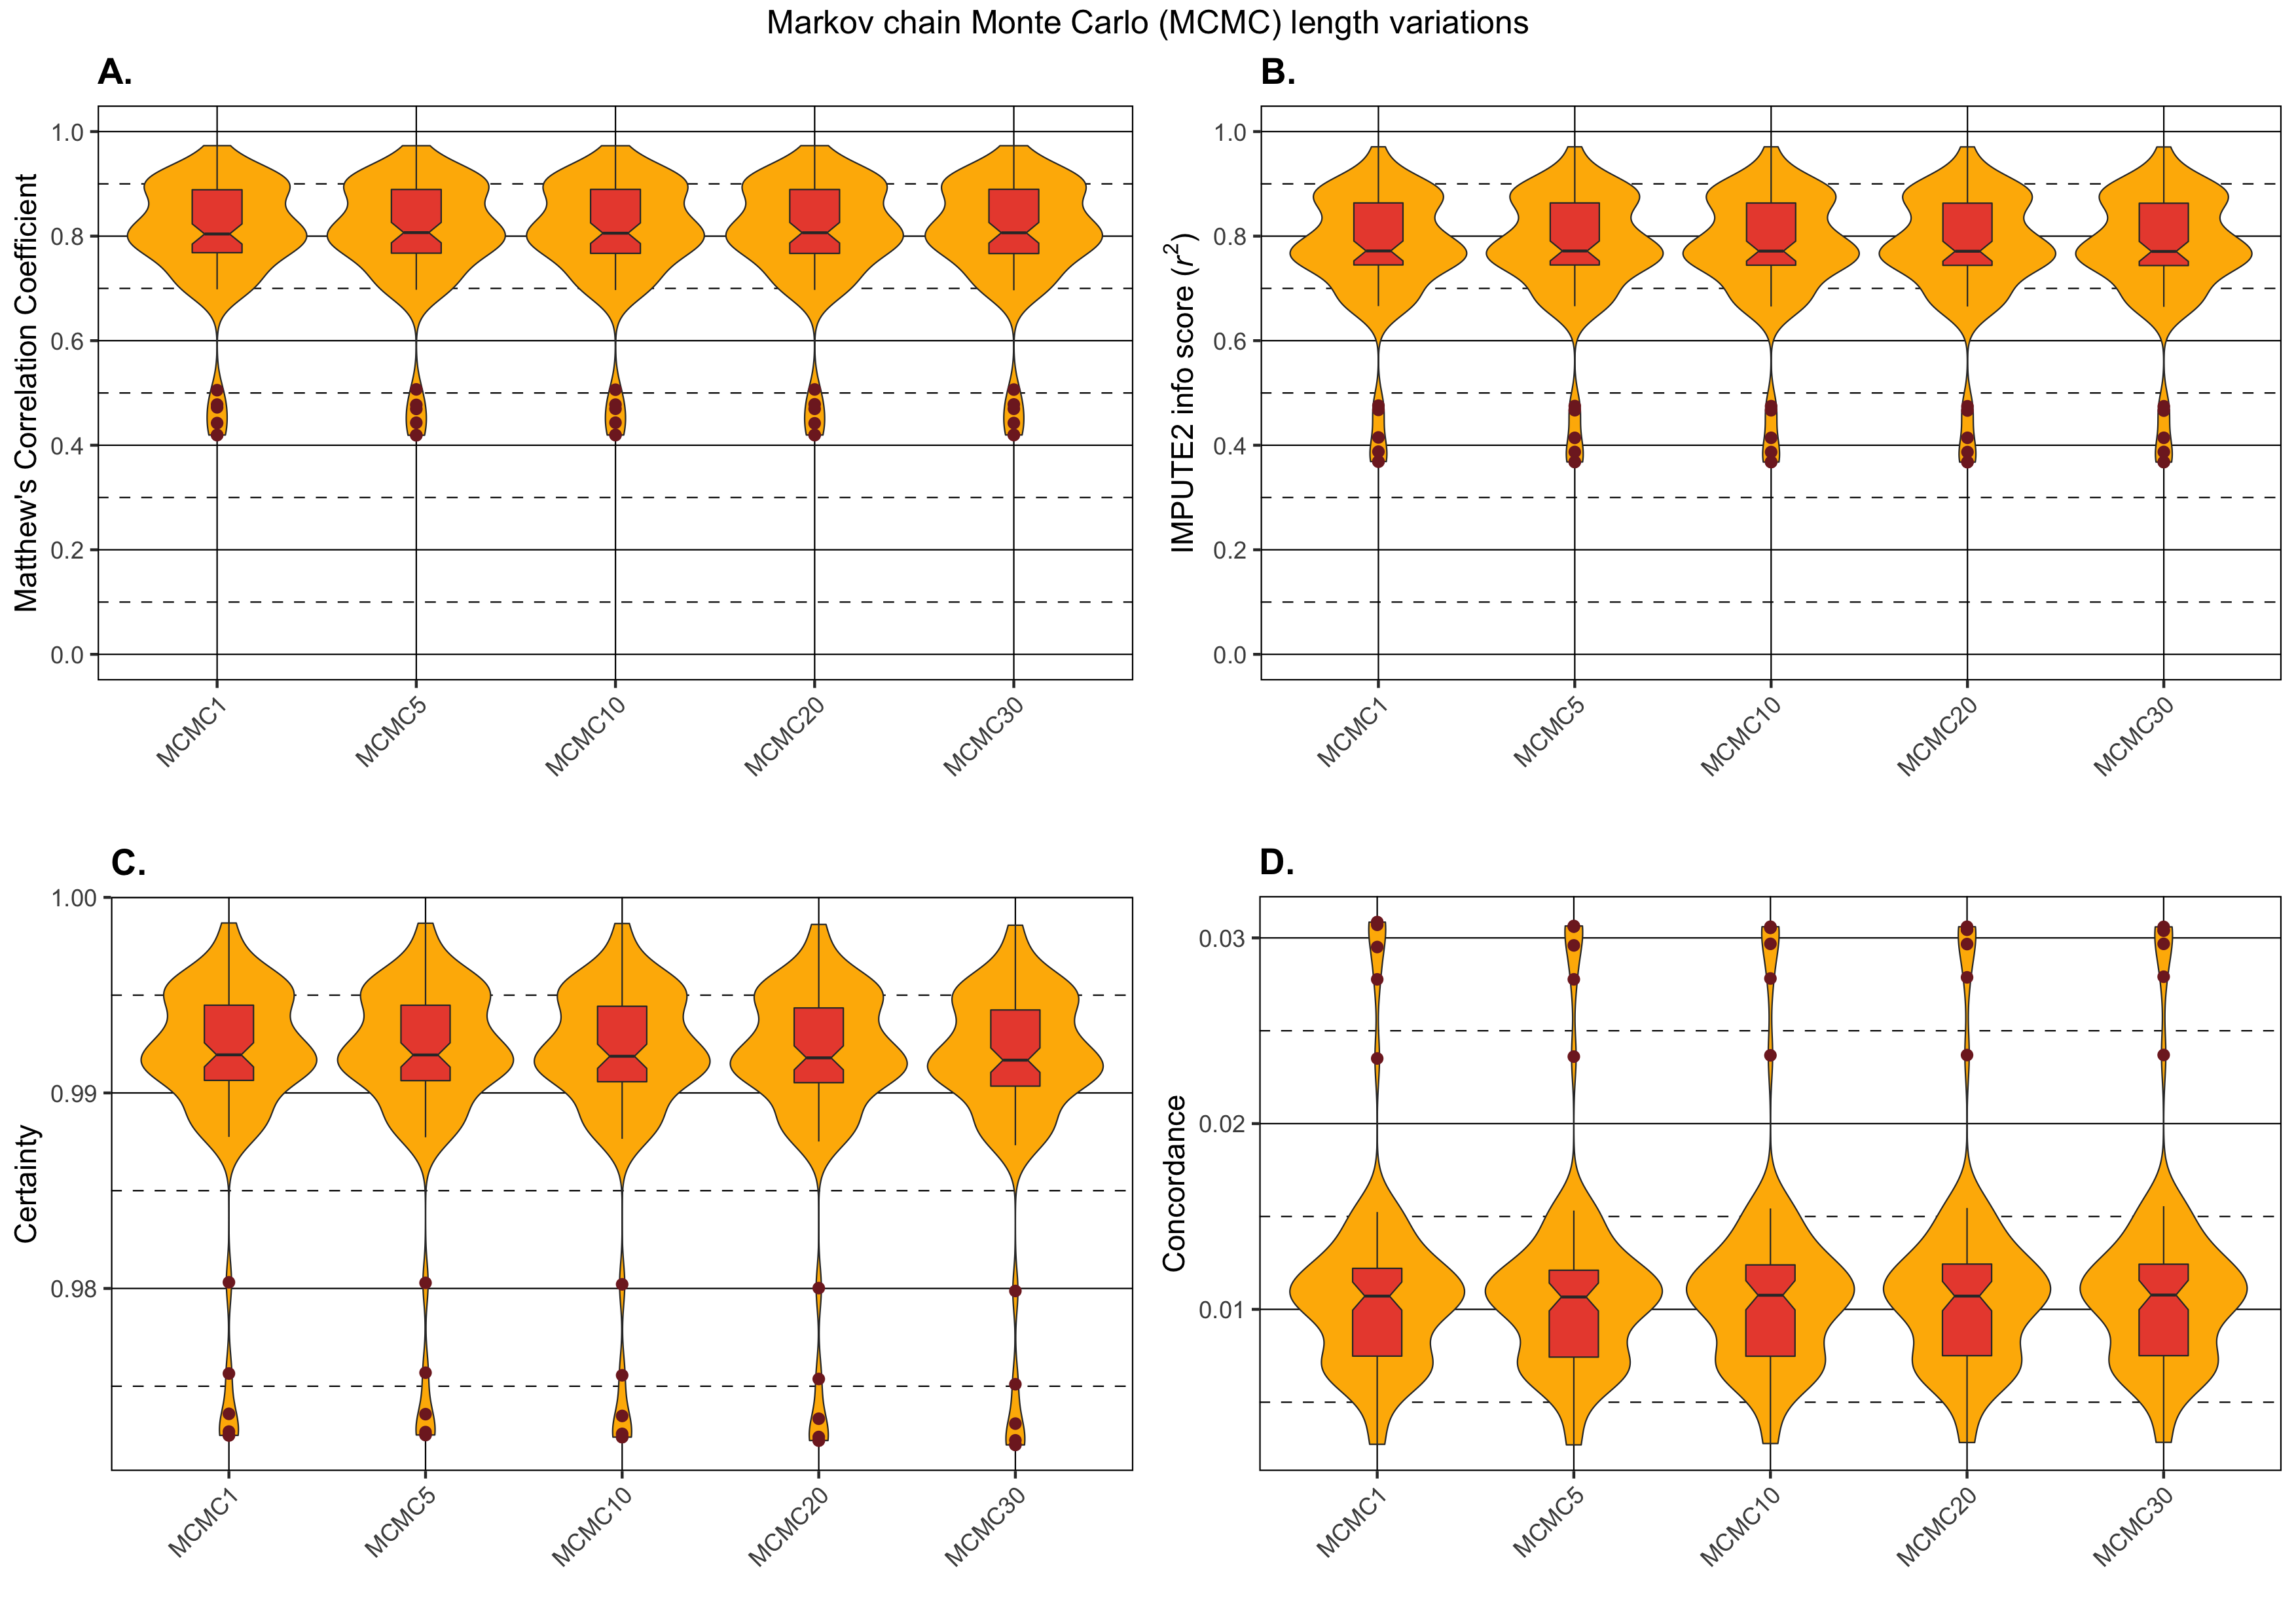 Markov chain Monte Carlo (MCMC) length variations
A.
Matthew's Correlation Coefficient
1.0
0.8
0.6
0.4
0.2
0.0
MCMC1
MCMC5
MCMC10
MCMC20
MCMC30
B.
IMPUTE2 info score (r²)
1.0
0.8
0.6
0.4
0.2
0.0
MCMC1
MCMC5
MCMC10
MCMC20
MCMC30
C.
Certainty
1.00
0.99
0.98
MCMC1
MCMC5
MCMC10
MCMC20
MCMC30
D.
Concordance
0.03
0.02
0.01
MCMC1
MCMC5
MCMC10
MCMC20
MCMC30